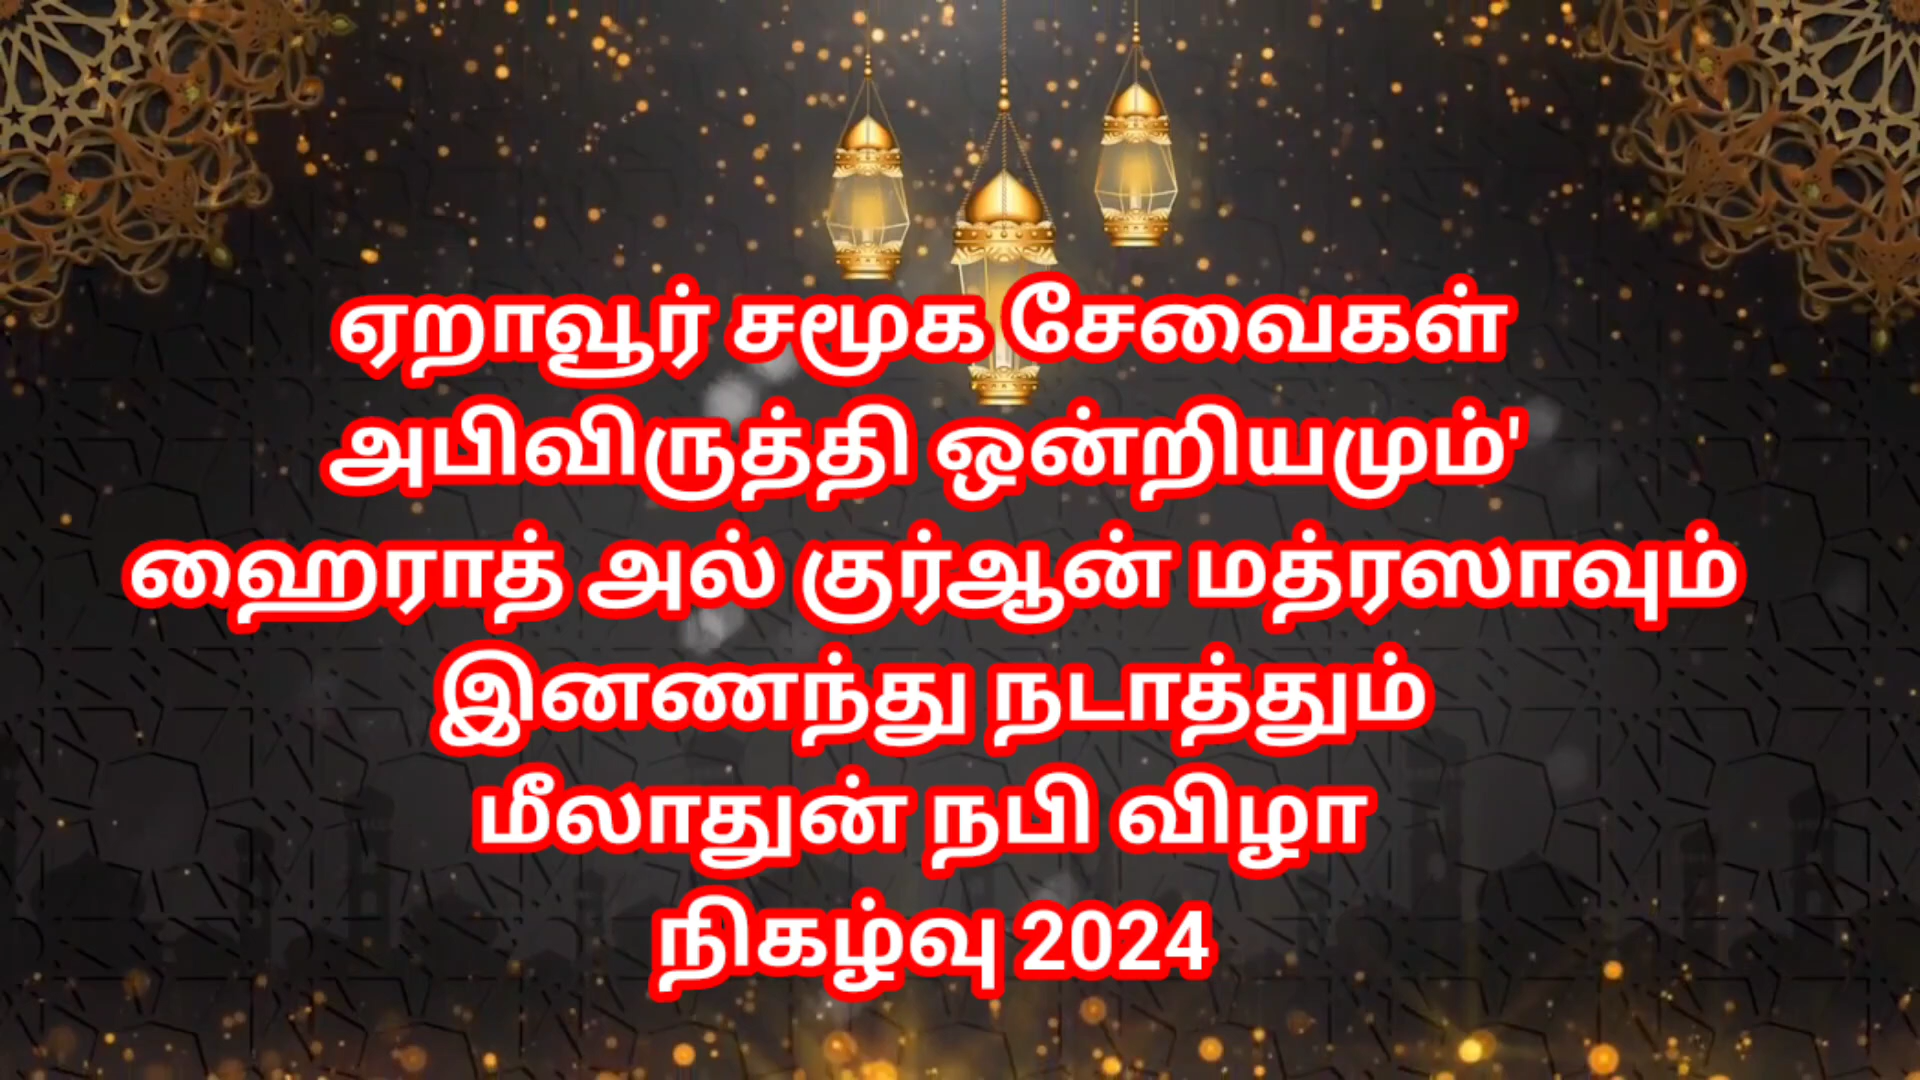 ஏறாவூர் சமூக சேவைகள்
அபிவிருத்தி ஒன்றியமும்'
ஹைராத் அல் குர்ஆன் மத்ரஸாவும்
இனணந்து நடாத்தும்
மீலாதுன் நபி விழா
நிகழ்வு 2024